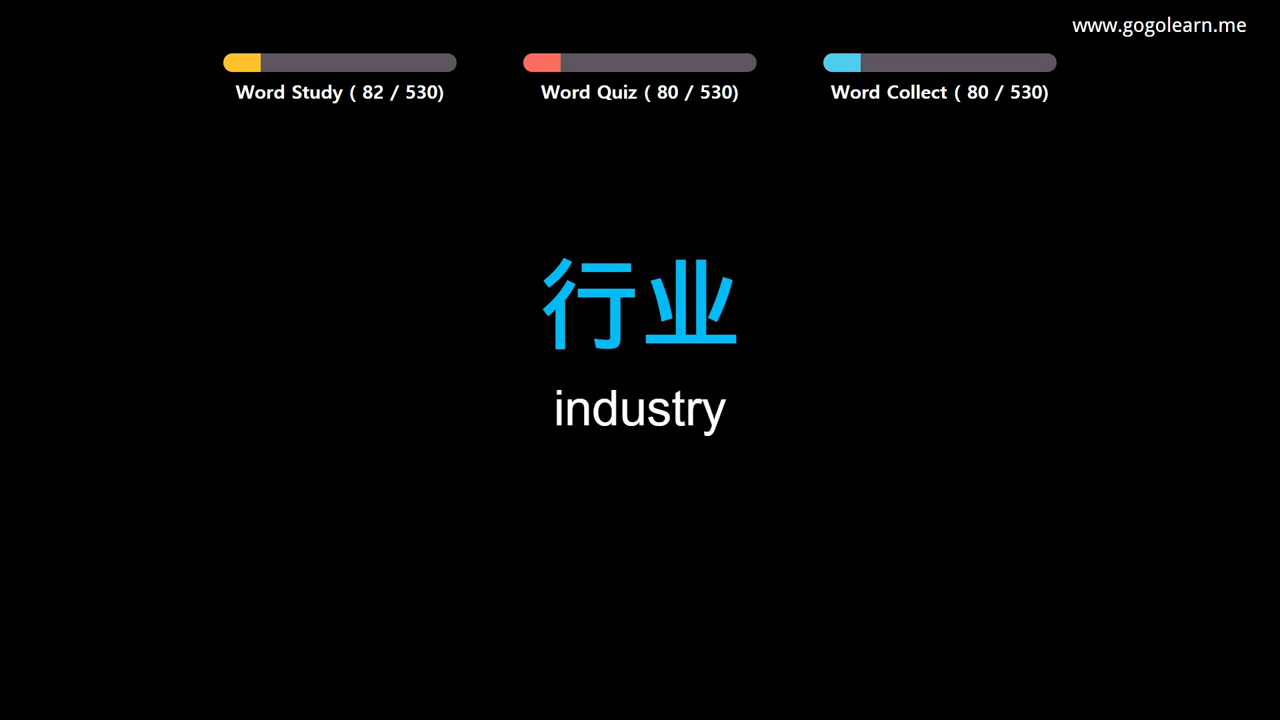 www.gogolearn.me
Word Study ( 82 / 530)
Word Quiz ( 80 / 530)
Word Collect ( 80 / 530)
行业
industry